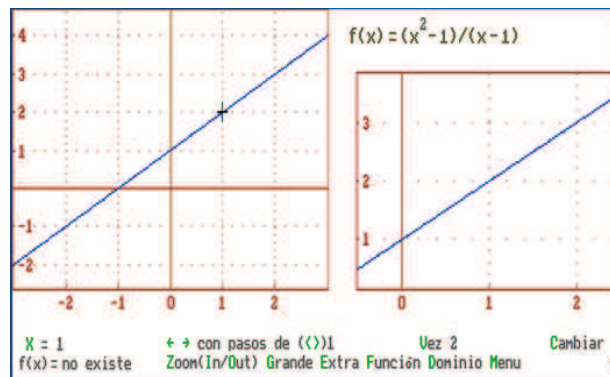 f(x)=(x²-1)/(x-1)
4
3
2
1
-1
-2
-2 -1 0 1 2
3
2
1
0 1 2
X = 1
← → con pasos de (<>)1
Vez 2
Cambiar
f(x)= no existe
Zoom(In/Out) Grande Extra Función Dominio Menu